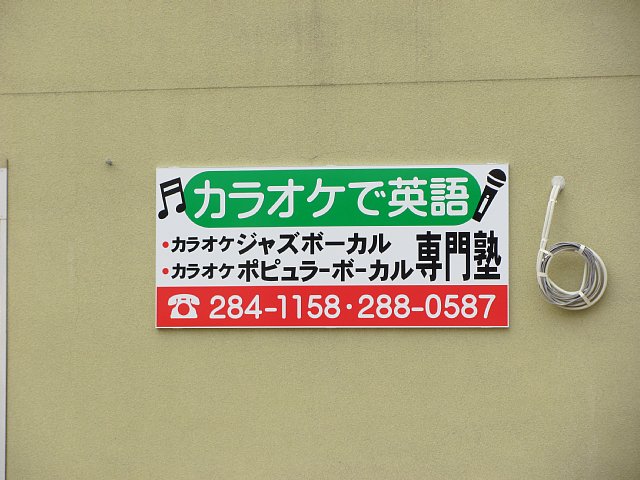 カラオケで英語
•カラオケ ジャズボーカル
•カラオケ ポピュラーボーカル 専門塾
☎ 284-1158・288-0587